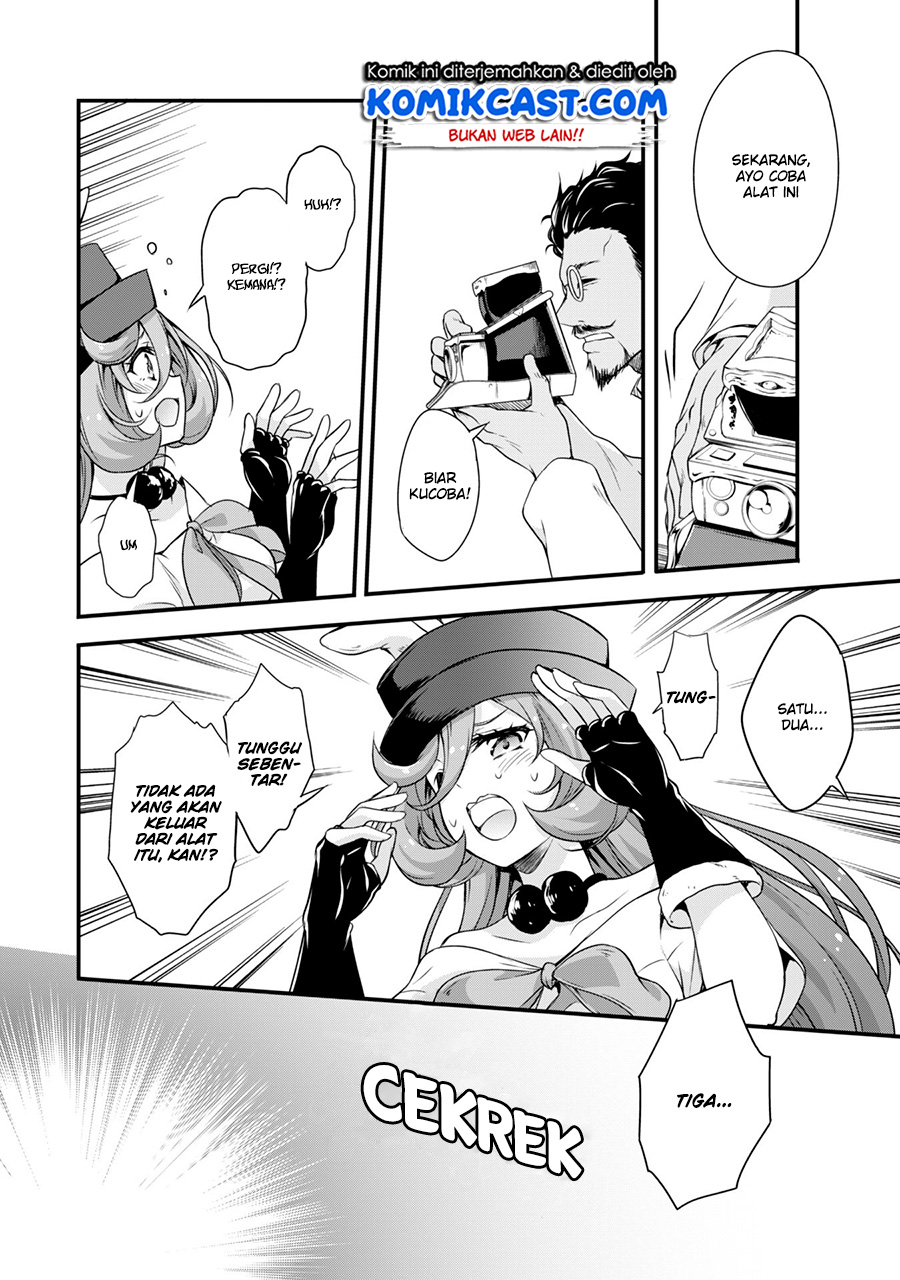 Komik ini diterjemahkan & diedit oleh
KOMIKCAST.COM
BUKAN WEB LAIN!!
SEKARANG,
AYO COBA
ALAT INI
BIAR
KUCOBA!
HUH!?
PERGI!?
KEMANA!?
UM
SATU...
DUA...
TUNG-
TUNGGU
SEBEN-
TAR!
TIDAK ADA
YANG AKAN
KELUAR
DARI ALAT
ITU, KAN!?
TIGA...
CEKREK